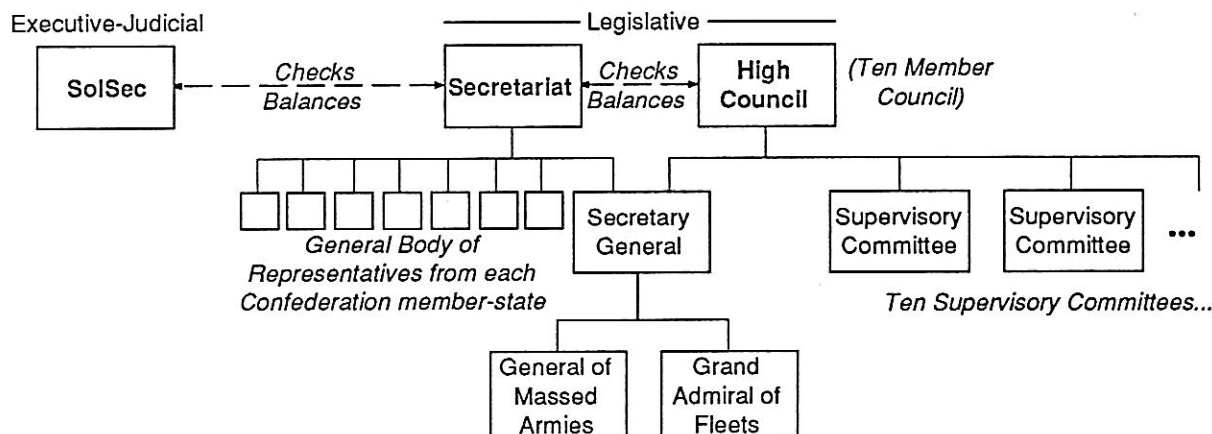 Executive-Judicial
Legislative
SolSec
Checks
Balances
Secretariat
Checks
Balances
High
Council
(Ten Member
Council)
General Body of
Representatives from each
Confederation member-state
Secretary
General
Supervisory
Committee
Supervisory
Committee
...
Ten Supervisory Committees...
General of
Massed
Armies
Grand
Admiral of
Fleets